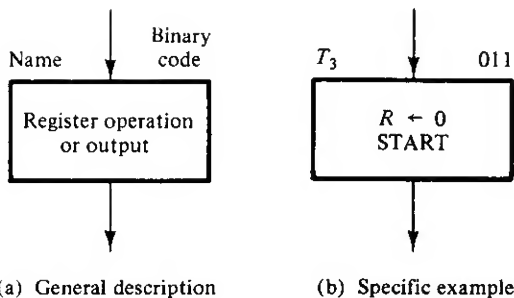 Name
Binary
code
Register operation
or output
T3
011
R ← 0
START
(a) General description
(b) Specific example